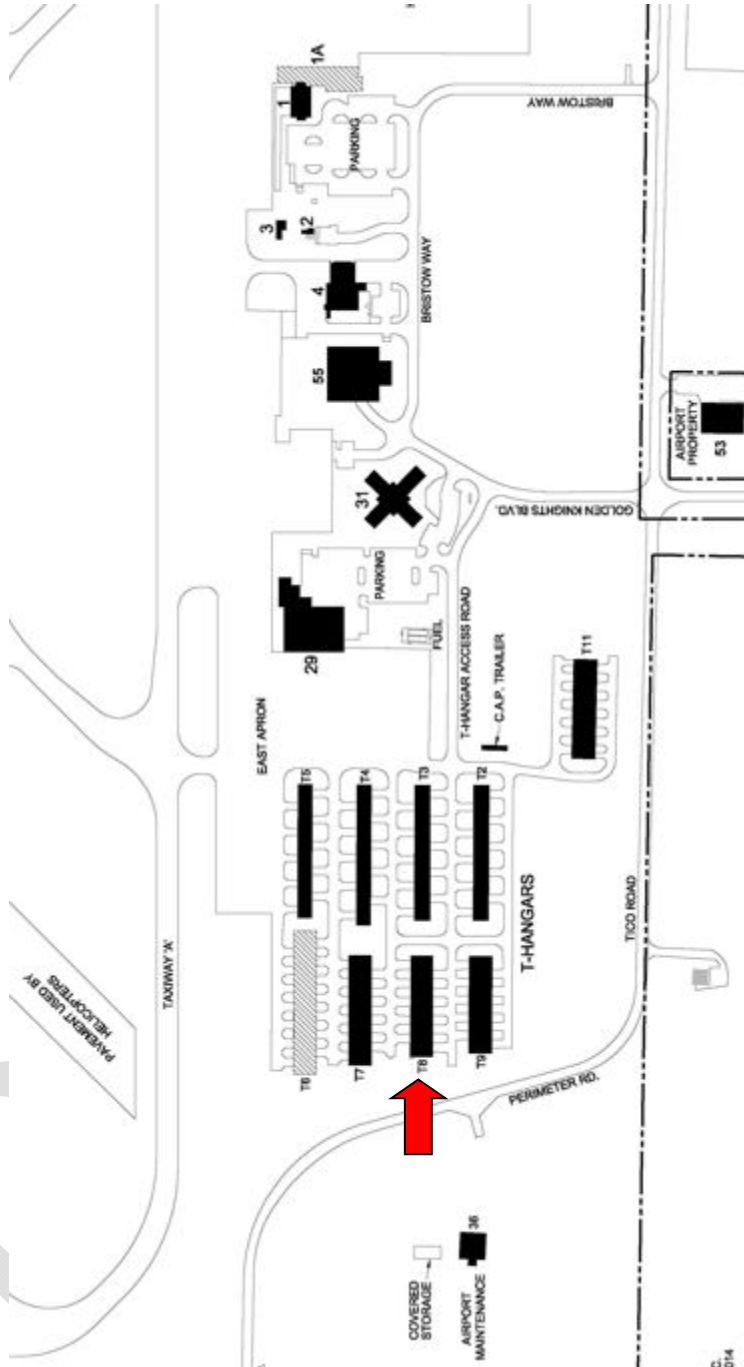 1A
1
PARKING
BRISTOW WAY
3
2
4
BRISTOW WAY
55
AIRPORT
PROPERTY
53
31
GOLDEN KNIGHTS BLVD.
PARKING
FUEL
29
T-HANGAR ACCESS ROAD
C.A.P. TRAILER
T11
EAST APRON
T5
T4
T3
T2
T-HANGARS
TICO ROAD
TAXIWAY 'A'
PAVEMENT USED BY
HELICOPTERS
T6
T7
T8
T9
PERIMETER RD.
COVERED
STORAGE
36
AIRPORT
MAINTENANCE
C.
014